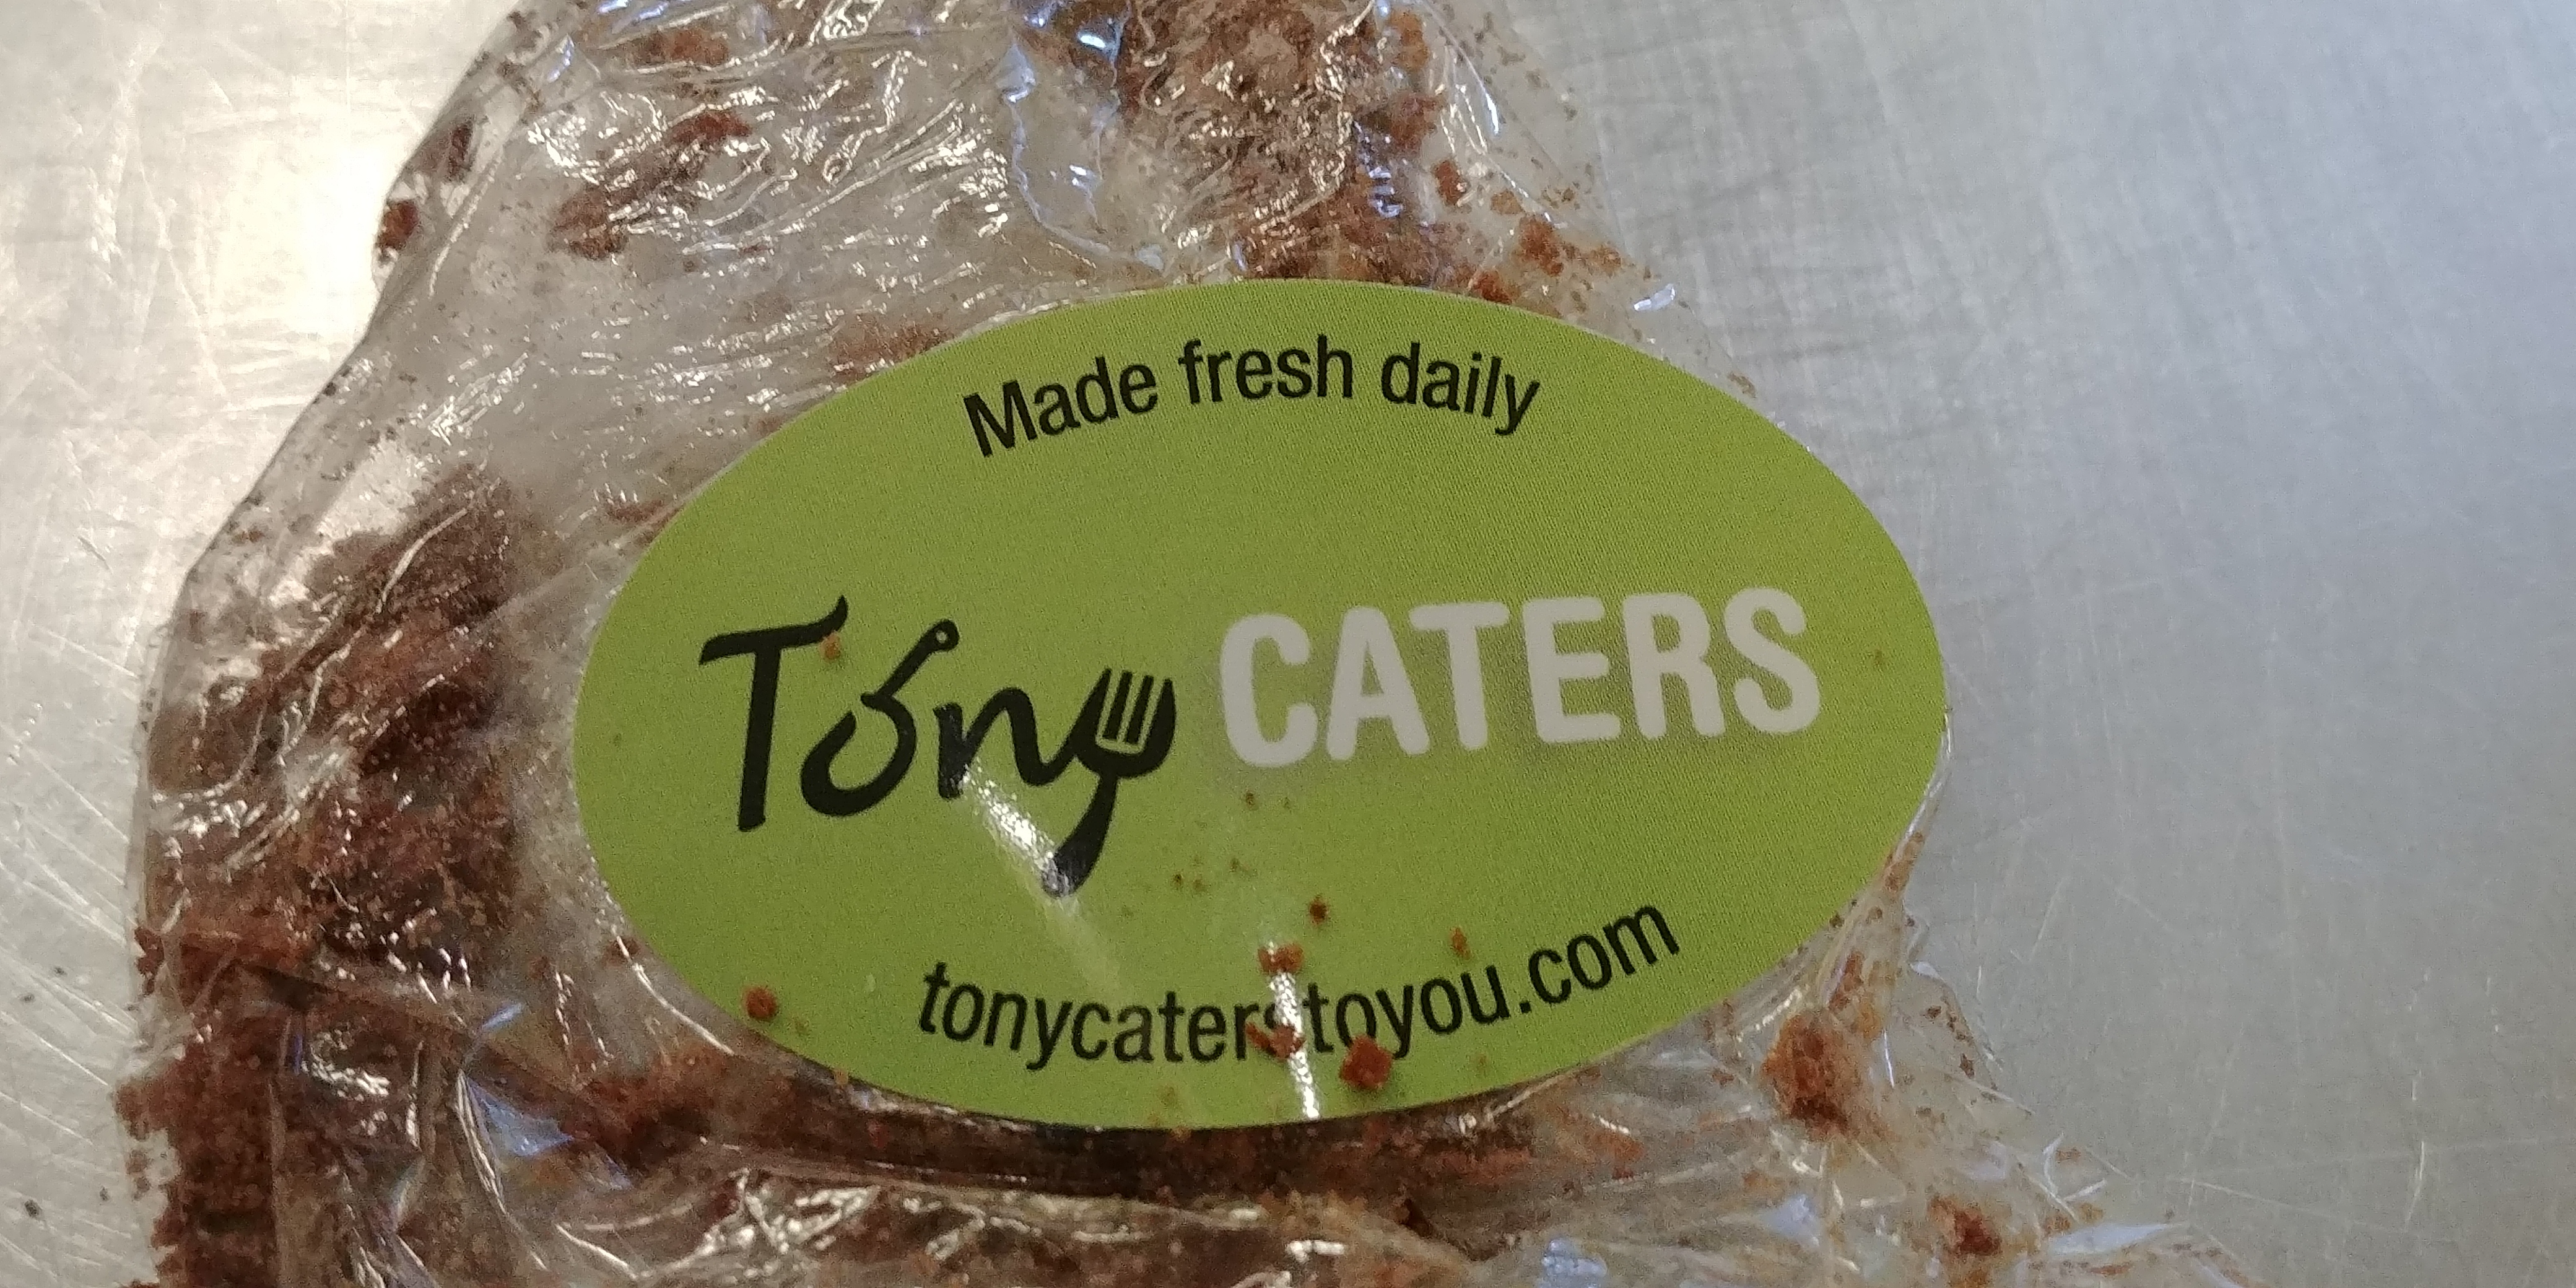 Made fresh daily
Tony CATERS
tonycaterstoyou.com